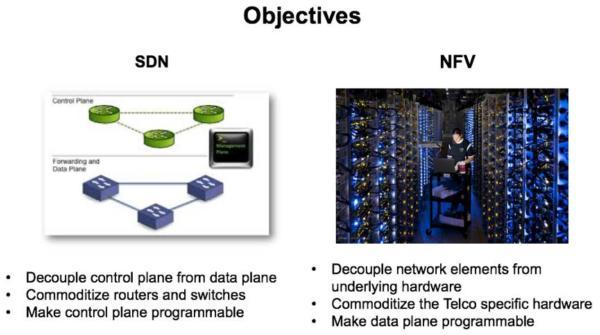 Objectives
SDN
Control Plane
Management
Plane
Forwarding and
Data Plane
• Decouple control plane from data plane
• Commoditize routers and switches
• Make control plane programmable
NFV
• Decouple network elements from
underlying hardware
• Commoditize the Telco specific hardware
• Make data plane programmable